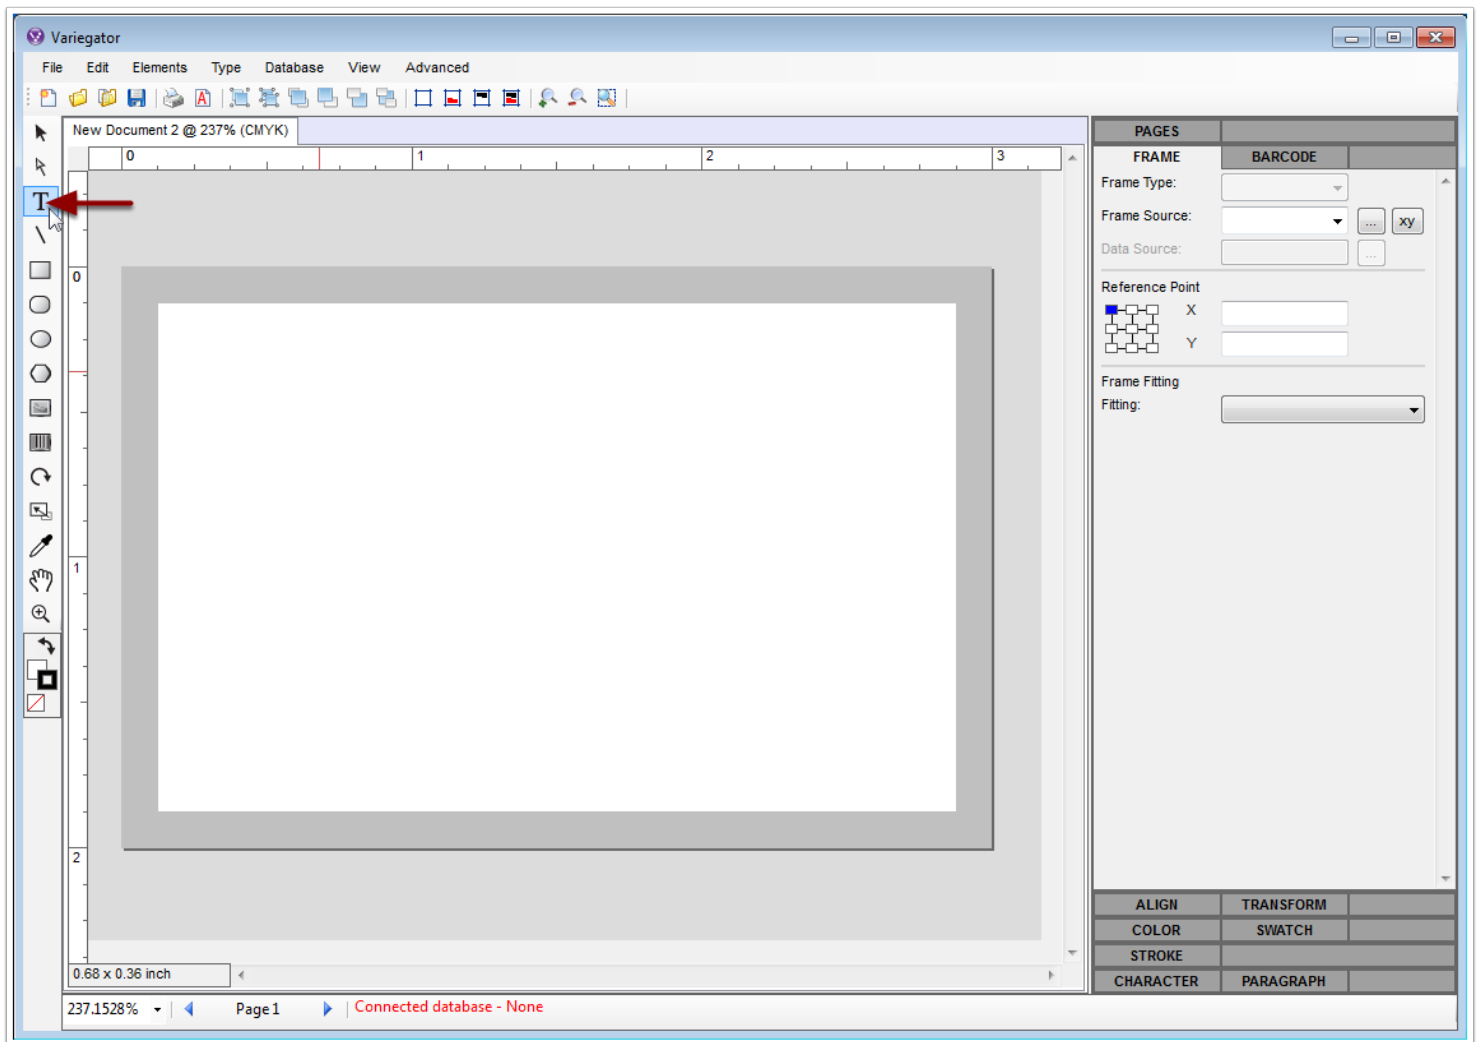 Variegator
File Edit Elements Type Database View Advanced
New Document 2 @ 237% (CMYK)
0 1 2 3
T
0
1
2
0.68 x 0.36 inch
237.1528% Page 1 Connected database - None
PAGES
FRAME BARCODE
Frame Type:
Frame Source: ... xy
Data Source: ...
Reference Point
X
Y
Frame Fitting
Fitting:
ALIGN TRANSFORM
COLOR SWATCH
STROKE
CHARACTER PARAGRAPH